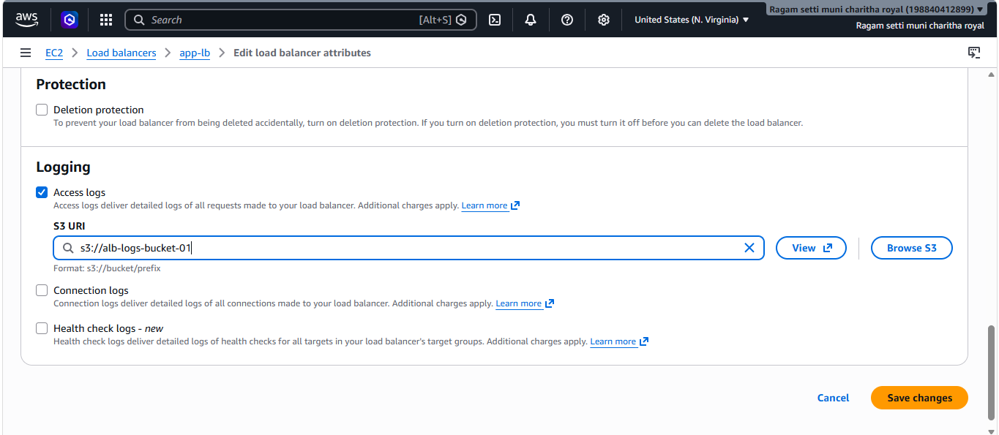 aws
Search [Alt+S]
United States (N. Virginia)
Ragam setti muni charitha royal (198840412899)
Ragam setti muni charitha royal
EC2 Load balancers app-lb Edit load balancer attributes
Protection
Deletion protection
To prevent your load balancer from being deleted accidentally, turn on deletion protection. If you turn on deletion protection, you must turn it off before you can delete the load balancer.
Logging
Access logs
Access logs deliver detailed logs of all requests made to your load balancer. Additional charges apply. Learn more
S3 URI
s3://alb-logs-bucket-01
View
Browse S3
Format: s3://bucket/prefix
Connection logs
Connection logs deliver detailed logs of all connections made to your load balancer. Additional charges apply. Learn more
Health check logs - new
Health check logs deliver detailed logs of health checks for all targets in your load balancer's target groups. Additional charges apply. Learn more
Cancel
Save changes